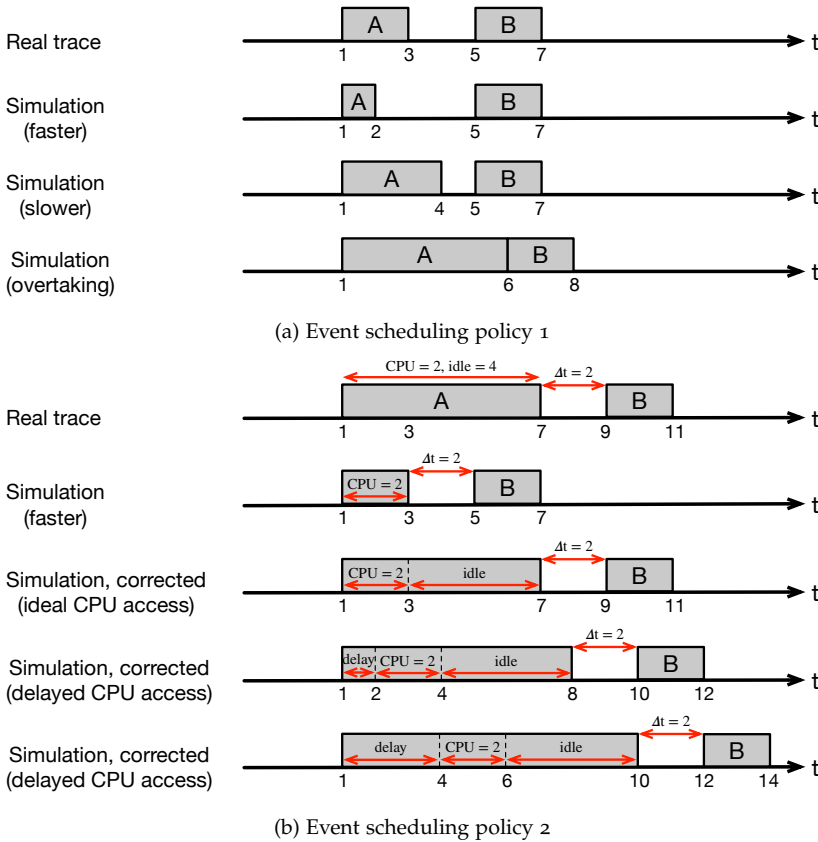 A B
Real trace t
1 3 5 7
A B
Simulation t
(faster) 1 2 5 7
A B
Simulation t
(slower) 1 4 5 7
A B
Simulation t
(overtaking) 1 6 8
(a) Event scheduling policy 1
CPU = 2, idle = 4 Δt = 2
A B
Real trace t
1 3 7 9 11
Δt = 2
CPU = 2 B
Simulation t
(faster) 1 3 5 7
Δt = 2
CPU = 2 idle B
Simulation, corrected t
(ideal CPU access) 1 3 7 9 11
Δt = 2
delay CPU = 2 idle B
Simulation, corrected t
(delayed CPU access) 1 2 4 8 10 12
Δt = 2
delay CPU = 2 idle B
Simulation, corrected t
(delayed CPU access) 1 4 6 10 12 14
(b) Event scheduling policy 2